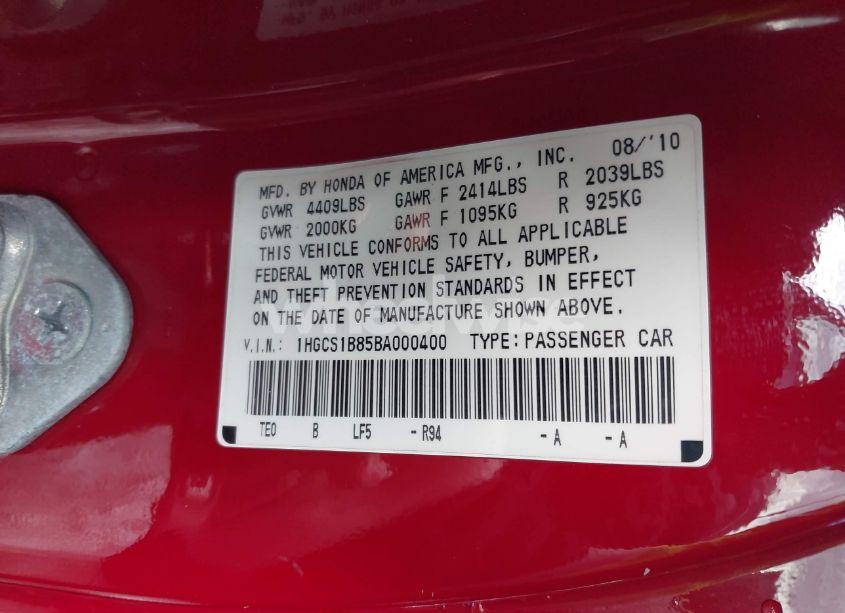 MFD. BY HONDA OF AMERICA MFG., INC. 08/'10
GVWR 4409LBS GAWR F 2414LBS R 2039LBS
GVWR 2000KG GAWR F 1095KG R 925KG
THIS VEHICLE CONFORMS TO ALL APPLICABLE
FEDERAL MOTOR VEHICLE SAFETY, BUMPER,
AND THEFT PREVENTION STANDARDS IN EFFECT
ON THE DATE OF MANUFACTURE SHOWN ABOVE.
V.I.N.: 1HGCS1B85BA000400 TYPE: PASSENGER CAR
TE0 B LF5 - R94 - A - A